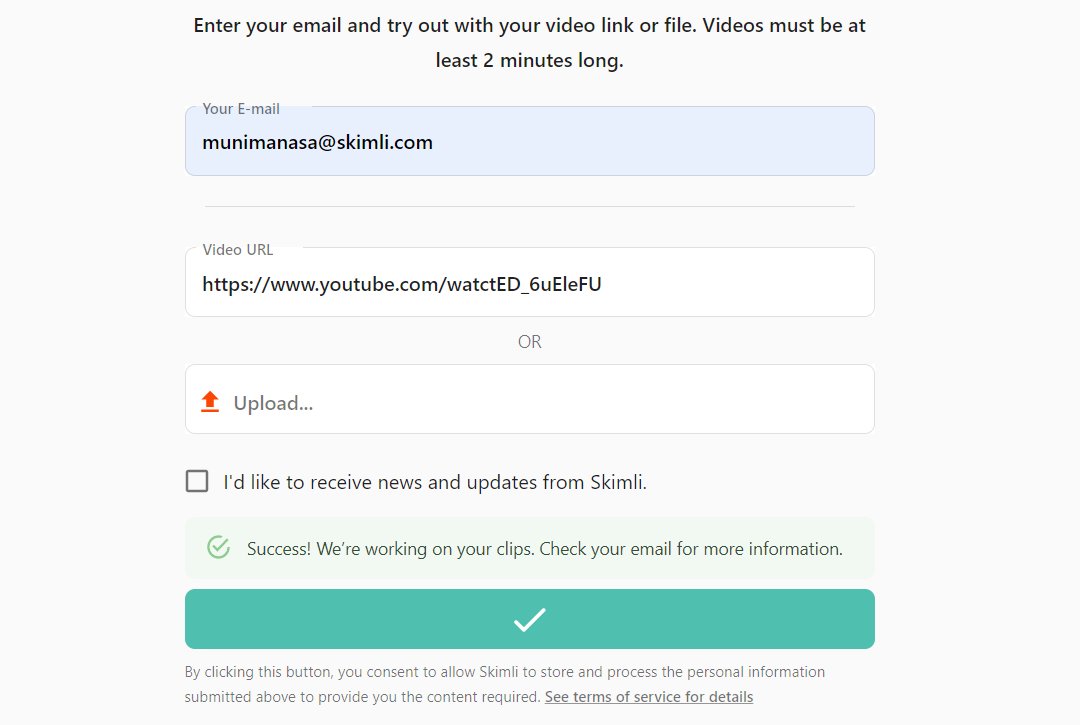 Enter your email and try out with your video link or file. Videos must be at
least 2 minutes long.
Your E-mail
munimanasa@skimli.com
Video URL
https://www.youtube.com/watctED_6uEleFU
OR
Upload...
I'd like to receive news and updates from Skimli.
Success! We’re working on your clips. Check your email for more information.
By clicking this button, you consent to allow Skimli to store and process the personal information
submitted above to provide you the content required. See terms of service for details